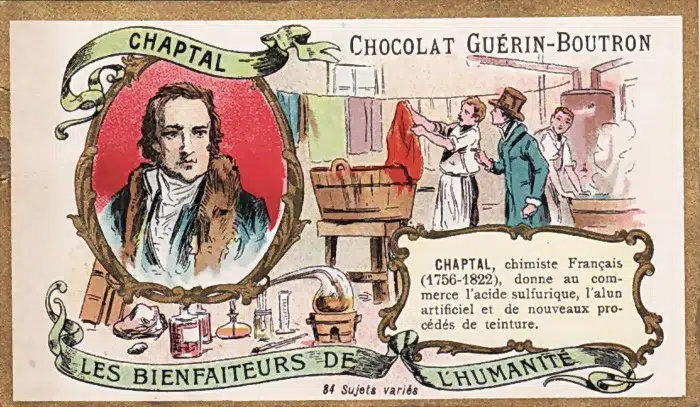 CHAPTAL
CHOCOLAT GUÉRIN-BOUTRON
CHAPTAL, chimiste Français
(1756-1822), donne au com-
merce l'acide sulfurique, l'alun
artificiel et de nouveaux pro-
cédés de teinture.
LES BIENFAITEURS DE L'HUMANITÉ
84 Sujets variés